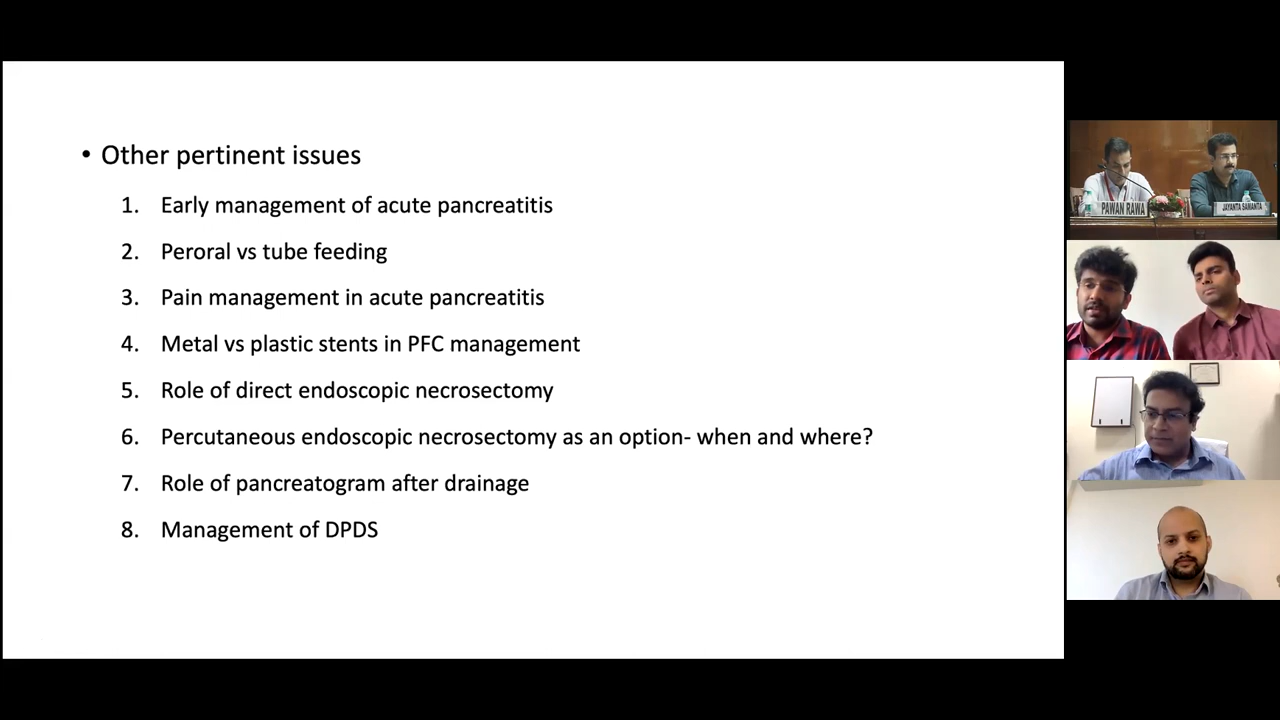 • Other pertinent issues
1. Early management of acute pancreatitis
2. Peroral vs tube feeding
3. Pain management in acute pancreatitis
4. Metal vs plastic stents in PFC management
5. Role of direct endoscopic necrosectomy
6. Percutaneous endoscopic necrosectomy as an option- when and where?
7. Role of pancreatogram after drainage
8. Management of DPDS
PAWAN RAWA
JAYANTA SAMANTA